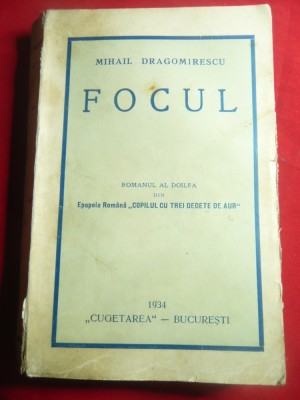 MIHAIL DRAGOMIRESCU
FOCUL
ROMANUL AL DOILEA
DIN
Epopeia Română „COPILUL CU TREI DEGETE DE AUR"
1934
„CUGETAREA" — BUCUREȘTI